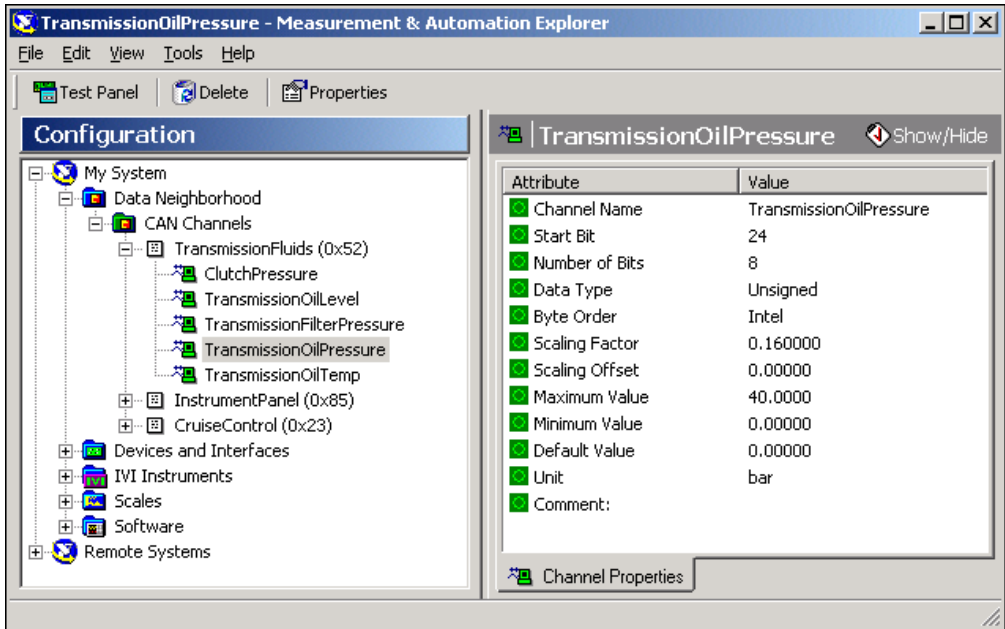 TransmissionOilPressure - Measurement & Automation Explorer
File Edit View Tools Help
Test Panel Delete Properties
Configuration
My System
Data Neighborhood
CAN Channels
TransmissionFluids (0x52)
ClutchPressure
TransmissionOilLevel
TransmissionFilterPressure
TransmissionOilPressure
TransmissionOilTemp
InstrumentPanel (0x85)
CruiseControl (0x23)
Devices and Interfaces
IVI Instruments
Scales
Software
Remote Systems
TransmissionOilPressure Show/Hide
Attribute Value
Channel Name TransmissionOilPressure
Start Bit 24
Number of Bits 8
Data Type Unsigned
Byte Order Intel
Scaling Factor 0.160000
Scaling Offset 0.00000
Maximum Value 40.0000
Minimum Value 0.00000
Default Value 0.00000
Unit bar
Comment:
Channel Properties